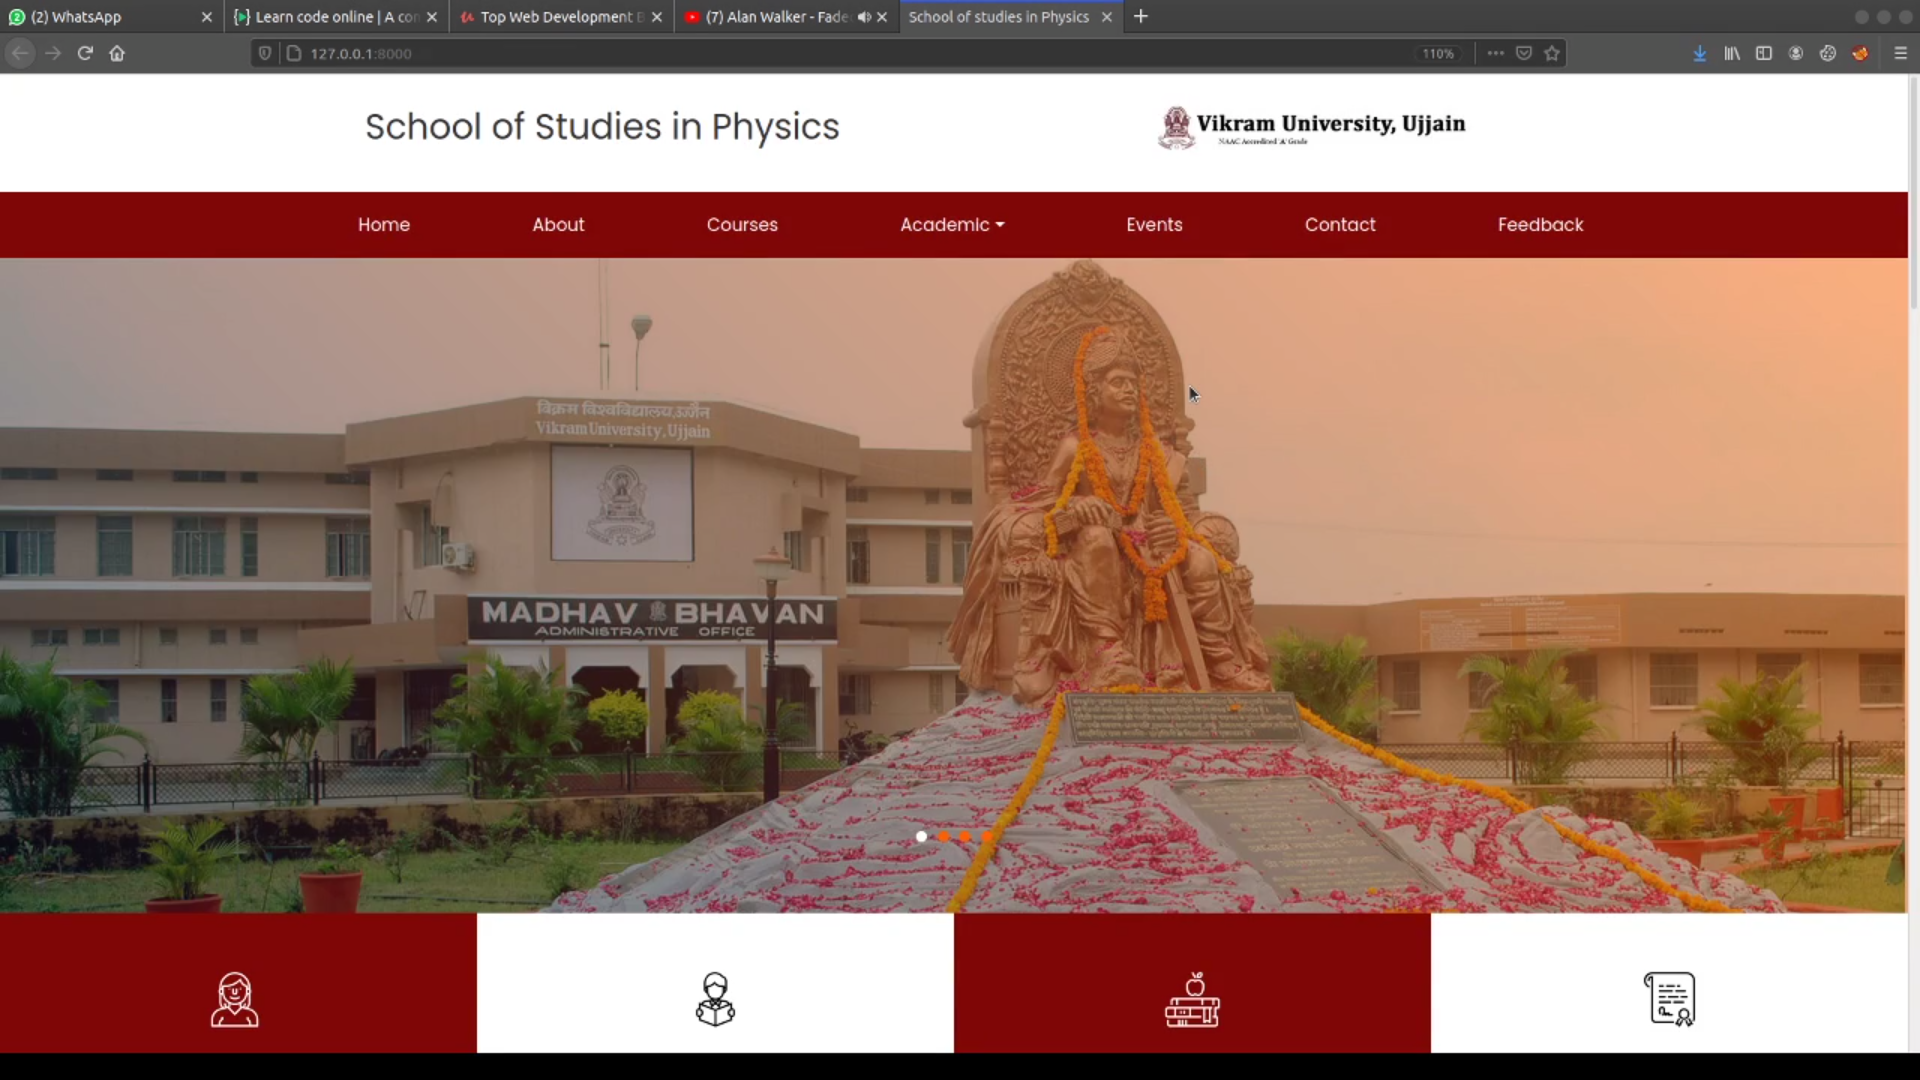 (2) WhatsApp
Learn code online | A con
Top Web Development
(7) Alan Walker - Fade
School of studies in Physics
127.0.0.1:8000
110%
School of Studies in Physics
Vikram University, Ujjain
NAAC Accredited 'A' Grade
Home
About
Courses
Academic
Events
Contact
Feedback
विक्रम विश्वविद्यालय,उज्जैन
Vikram University, Ujjain
MADHAV BHAVAN
ADMINISTRATIVE OFFICE